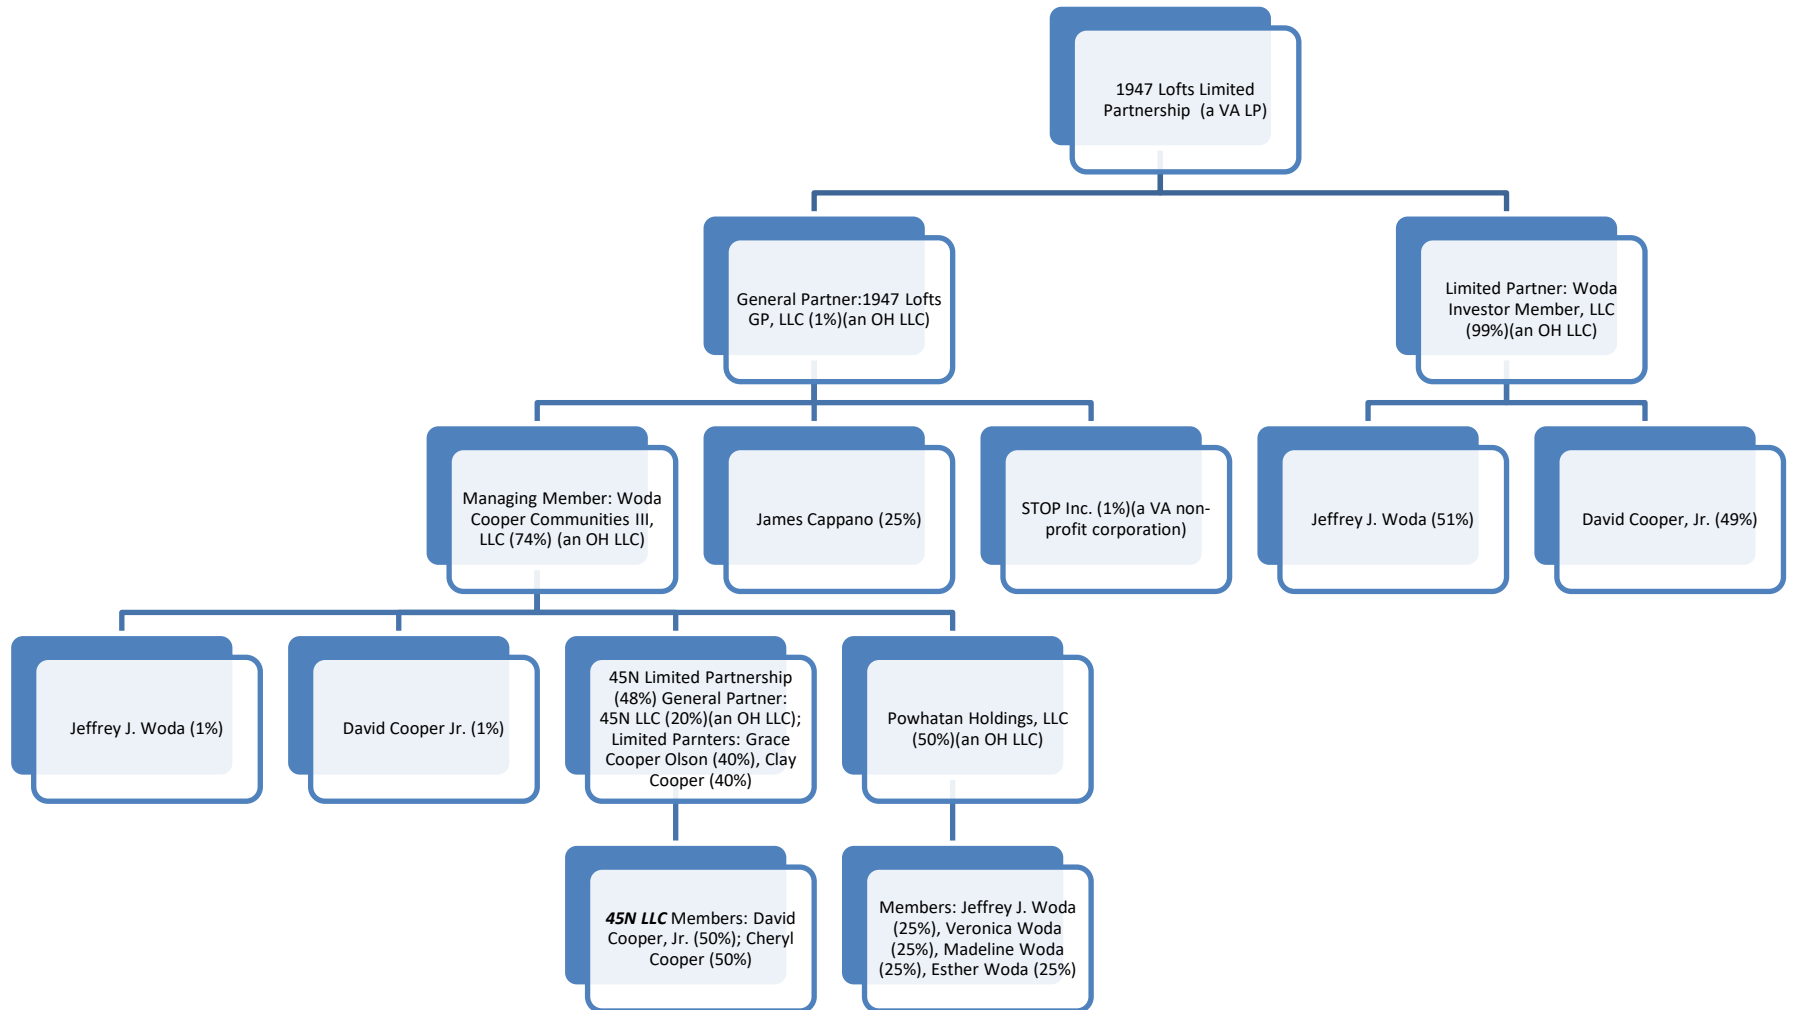 1947 Lofts Limited
Partnership (a VA LP)
General Partner:1947 Lofts
GP, LLC (1%)(an OH LLC)
Limited Partner: Woda
Investor Member, LLC
(99%)(an OH LLC)
Managing Member: Woda
Cooper Communities III,
LLC (74%) (an OH LLC)
James Cappano (25%)
STOP Inc. (1%)(a VA non-
profit corporation)
Jeffrey J. Woda (51%)
David Cooper, Jr. (49%)
Jeffrey J. Woda (1%)
David Cooper Jr. (1%)
45N Limited Partnership
(48%) General Partner:
45N LLC (20%)(an OH LLC);
Limited Parnters: Grace
Cooper Olson (40%), Clay
Cooper (40%)
Powhatan Holdings, LLC
(50%)(an OH LLC)
45N LLC Members: David
Cooper, Jr. (50%); Cheryl
Cooper (50%)
Members: Jeffrey J. Woda
(25%), Veronica Woda
(25%), Madeline Woda
(25%), Esther Woda (25%)